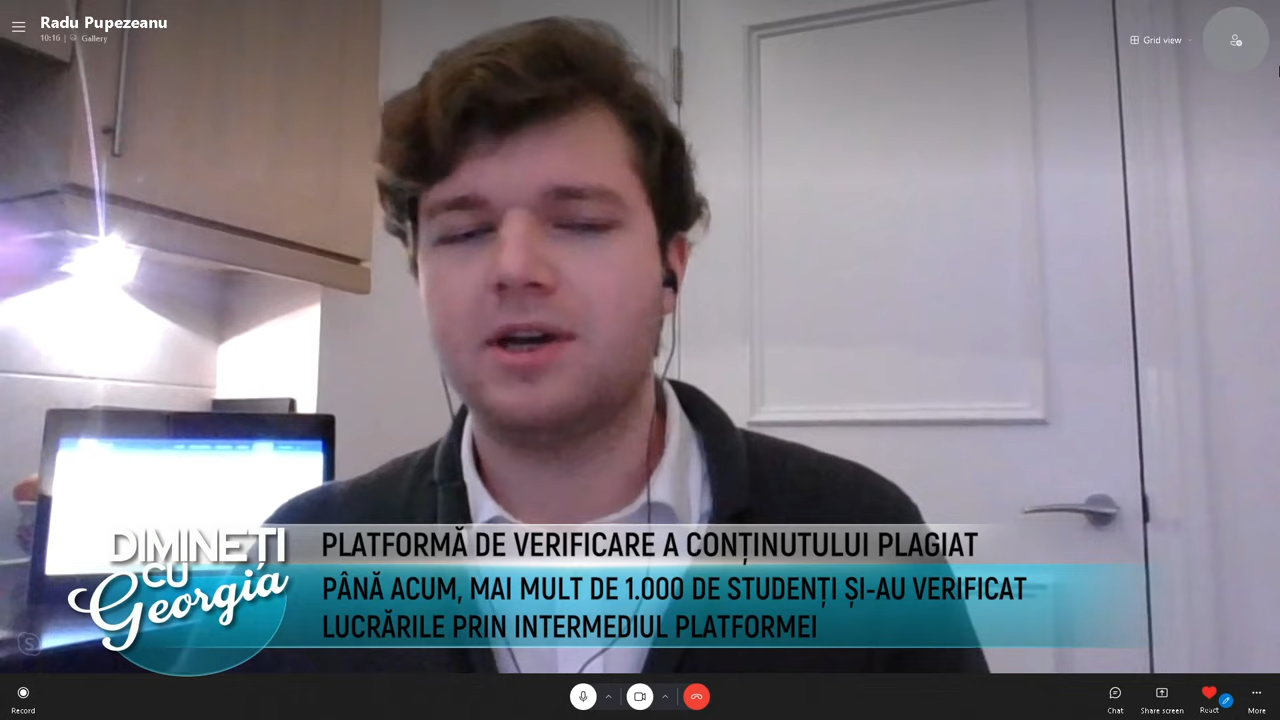 Radu Pupezeanu
10:16 | Gallery
Grid view
DIMINEȚI
CU
Georgia
PLATFORMĂ DE VERIFICARE A CONȚINUTULUI PLAGIAT
PÂNĂ ACUM, MAI MULT DE 1.000 DE STUDENȚI ȘI-AU VERIFICAT
LUCRĂRILE PRIN INTERMEDIUL PLATFORMEI
Record
Chat
Share screen
React
More